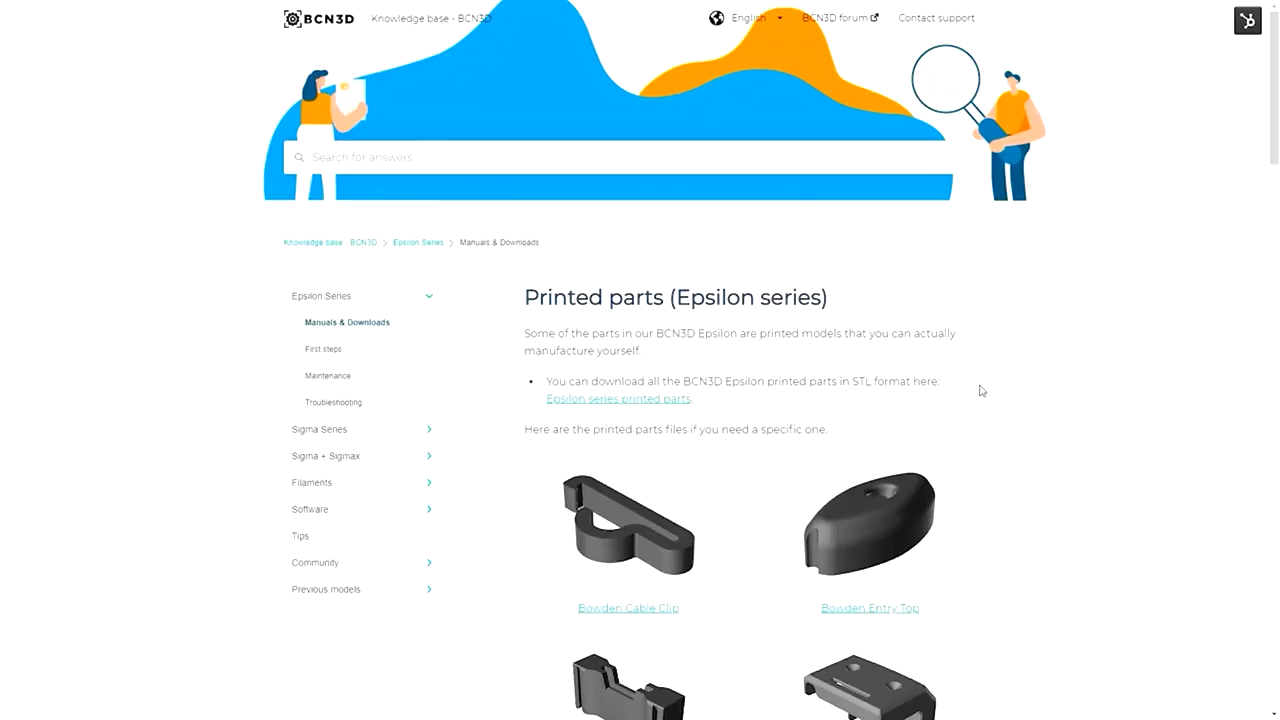 BCN3D
Knowledge base - BCN3D
English
BCN3D forum
Contact support
Search for answers
Knowledge base - BCN3D > Epsilon Series > Manuals & Downloads
Epsilon Series
Manuals & Downloads
First steps
Maintenance
Troubleshooting
Sigma Series
Sigma + Sigmax
Filaments
Software
Tips
Community
Previous models
Printed parts (Epsilon series)
Some of the parts in our BCN3D Epsilon are printed models that you can actually
manufacture yourself.
• You can download all the BCN3D Epsilon printed parts in STL format here:
Epsilon series printed parts.
Here are the printed parts files if you need a specific one.
Bowden Cable Clip
Bowden Entry Top